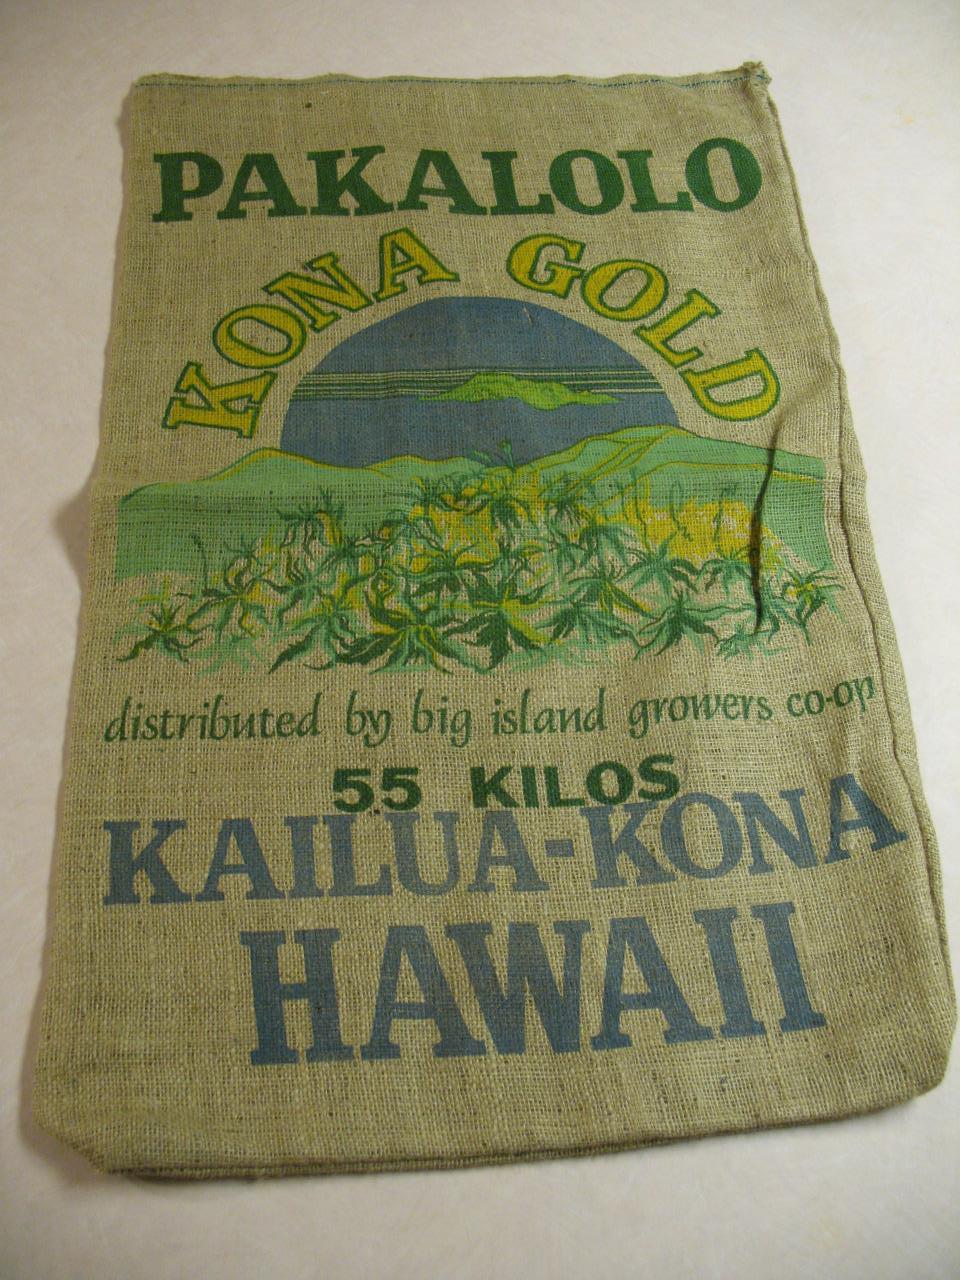 PAKALOLO
KONA GOLD
distributed by big island growers co-op
55 KILOS
KAILUA-KONA
HAWAII